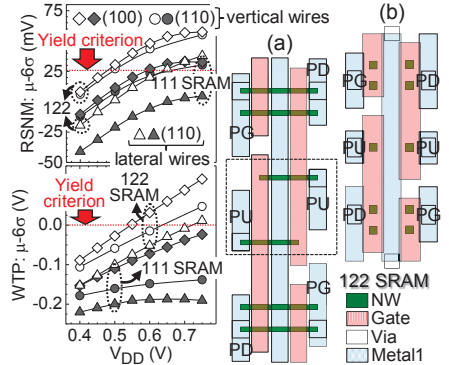 (100) (110) vertical wires
RSNM: μ-6σ (mV)
50
25
-25
-50
Yield criterion
122
111 SRAM
(110)
lateral wires
WTP: μ-6σ (V)
0.0
-0.1
-0.2
Yield
criterion
122
SRAM
111 SRAM
0.4 0.5 0.6 0.7
V_DD (V)
(a)
PD
PG
PU
PU
PG
PD
(b)
PG
PD
PU
PU
PD
PG
122 SRAM
NW
Gate
Via
Metal1